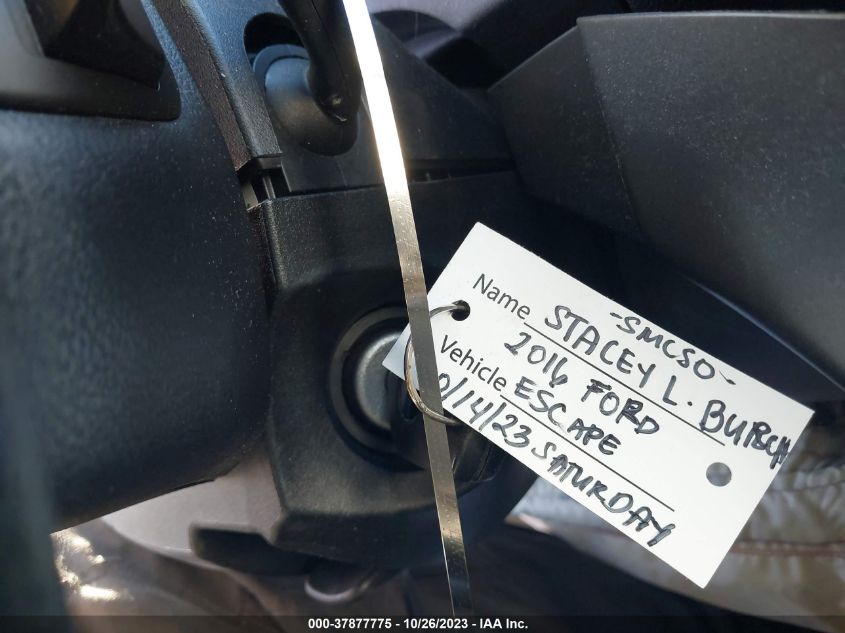 -SMCSO-
Name STACEY L. BURCH
2016 FORD
Vehicle ESCAPE
0/14/23 SATURDAY
000-37877775 - 10/26/2023 - IAA Inc.